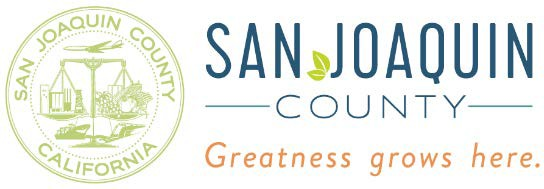 SAN JOAQUIN COUNTY
CALIFORNIA
SAN JOAQUIN
COUNTY
Greatness grows here.